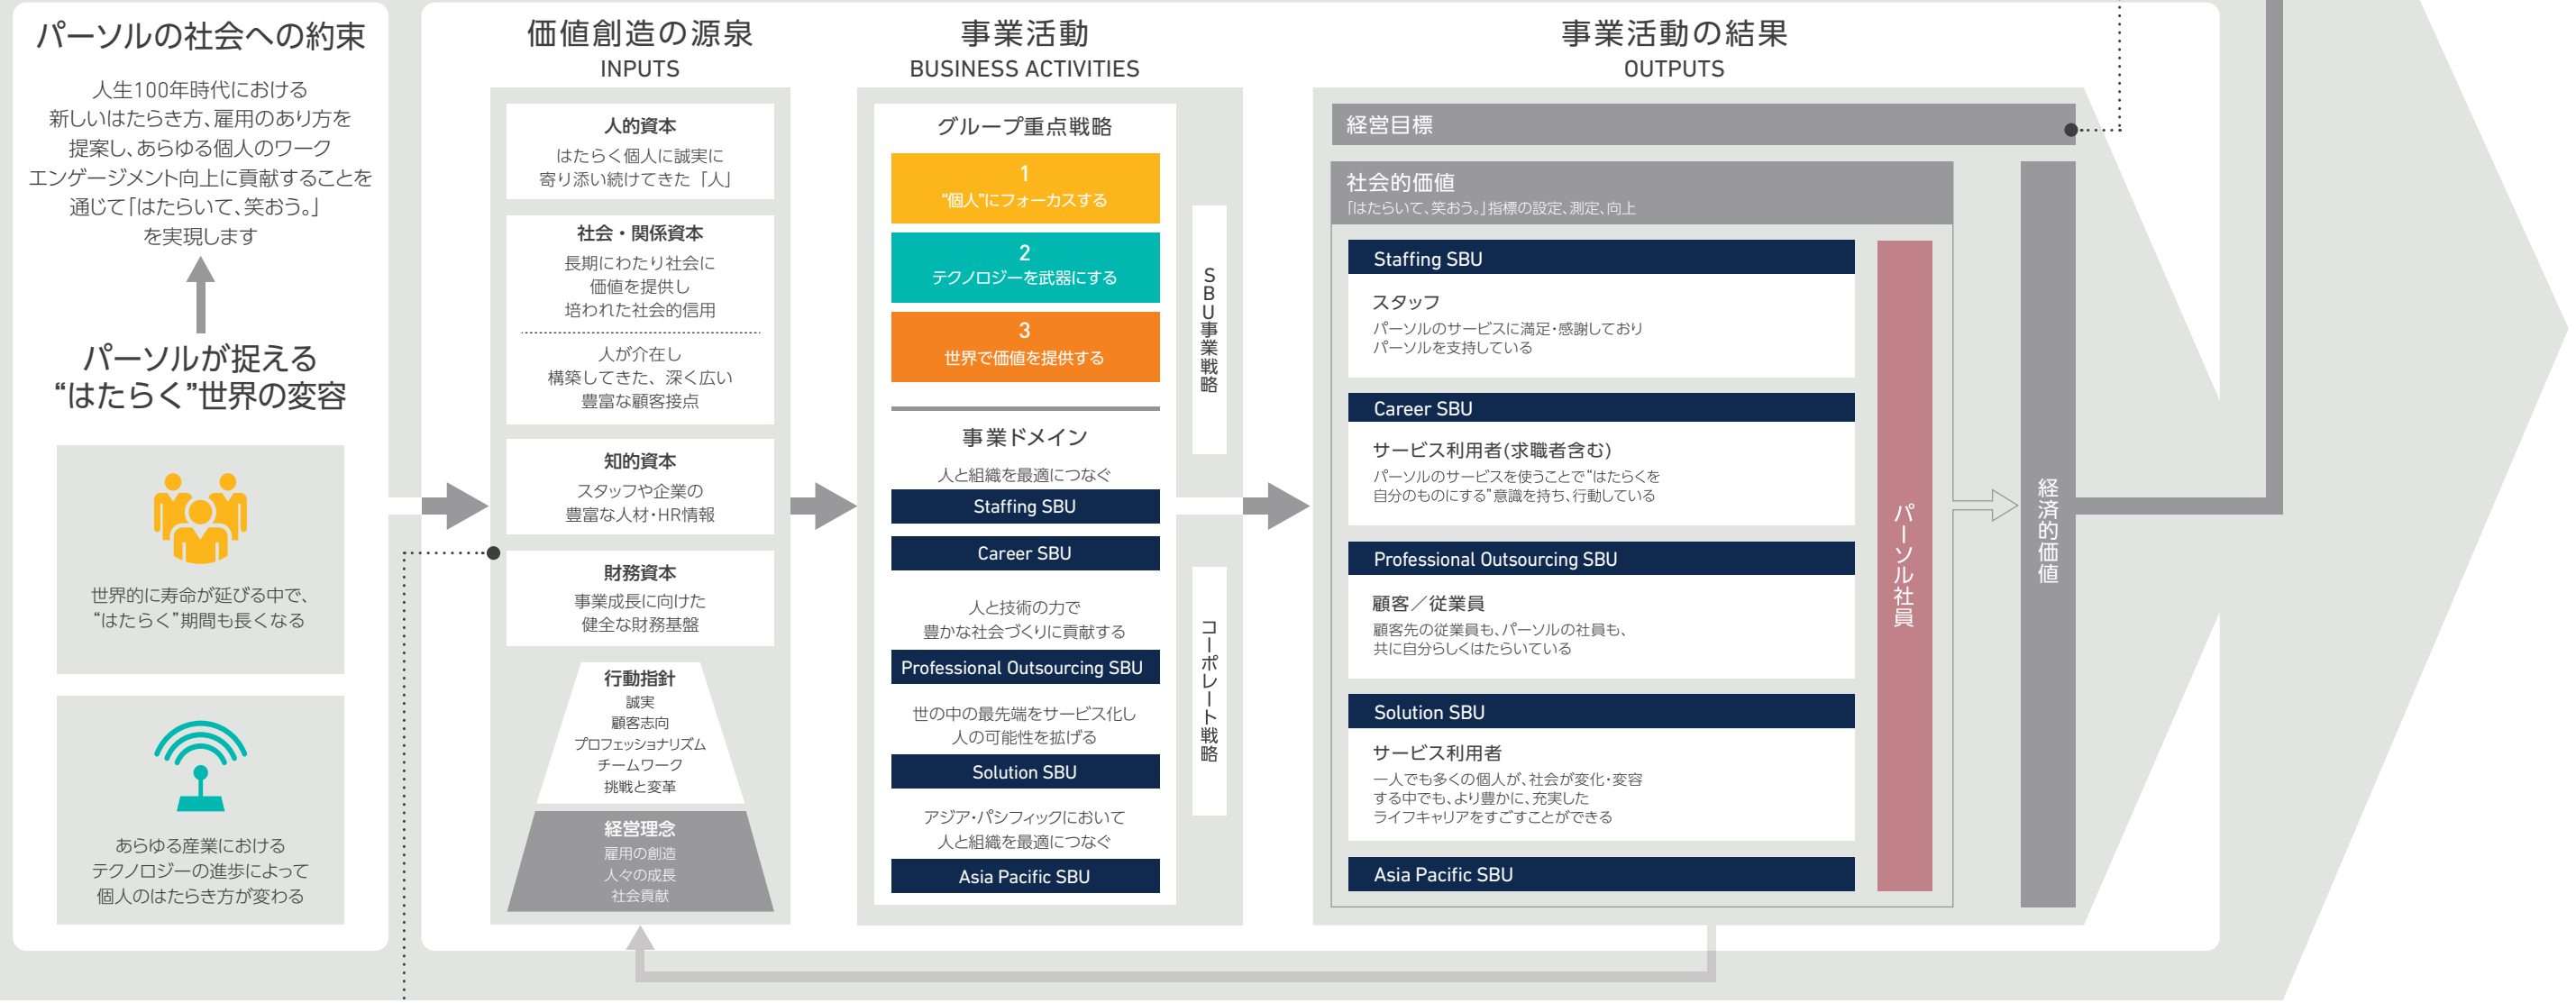 パーソルの社会への約束
人生100年時代における
新しいはたらき方、雇用のあり方を
提案し、あらゆる個人のワーク
エンゲージメント向上に貢献することを
通じて「はたらいて、笑おう。」
を実現します
パーソルが捉える
“はたらく”世界の変容
世界的に寿命が延びる中で、
“はたらく”期間も長くなる
あらゆる産業における
テクノロジーの進歩によって
個人のはたらき方が変わる
価値創造の源泉
INPUTS
人的資本
はたらく個人に誠実に
寄り添い続けてきた「人」
社会・関係資本
長期にわたり社会に
価値を提供し
培われた社会的信用
人が介在し
構築してきた、深く広い
豊富な顧客接点
知的資本
スタッフや企業の
豊富な人材・HR情報
財務資本
事業成長に向けた
健全な財務基盤
行動指針
誠実
顧客志向
プロフェッショナリズム
チームワーク
挑戦と変革
経営理念
雇用の創造
人々の成長
社会貢献
事業活動
BUSINESS ACTIVITIES
グループ重点戦略
1
“個人”にフォーカスする
2
テクノロジーを武器にする
3
世界で価値を提供する
事業ドメイン
人と組織を最適につなぐ
Staffing SBU
Career SBU
人と技術の力で
豊かな社会づくりに貢献する
Professional Outsourcing SBU
世の中の最先端をサービス化し
人の可能性を拡げる
Solution SBU
アジア・パシフィックにおいて
人と組織を最適につなぐ
Asia Pacific SBU
SBU事業戦略
コーポレート戦略
事業活動の結果
OUTPUTS
経営目標
社会的価値
「はたらいて、笑おう。」指標の設定、測定、向上
Staffing SBU
スタッフ
パーソルのサービスに満足・感謝しており
パーソルを支持している
Career SBU
サービス利用者(求職者含む)
パーソルのサービスを使うことで“はたらくを
自分のものにする”意識を持ち、行動している
Professional Outsourcing SBU
顧客／従業員
顧客先の従業員も、パーソルの社員も、
共に自分らしくはたらいている
Solution SBU
サービス利用者
一人でも多くの個人が、社会が変化・変容
する中でも、より豊かに、充実した
ライフキャリアをすごすことができる
Asia Pacific SBU
パーソル社員
経済的価値